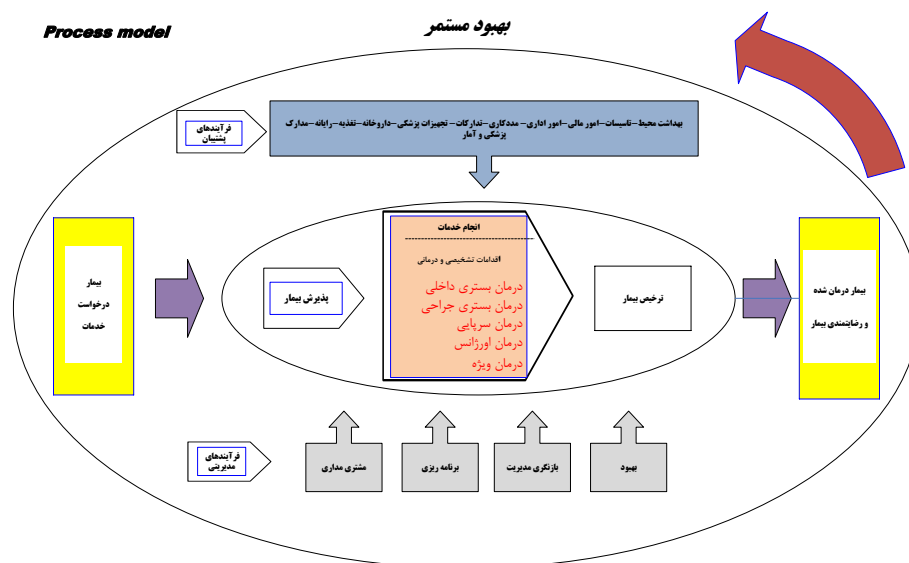 Process model
بهبود مستمر
فرآیندهای
پشتیبان
بهداشت محیط–تاسیسات–امور مالی–امور اداری– مددکاری–تدارکات– تجهیزات پزشکی–داروخانه–تغذیه–رایانه–مدارک
پزشکی و آمار
بیمار
درخواست
خدمات
پذیرش بیمار
انجام خدمات
اقدامات تشخیصی و درمانی
درمان بستری داخلی
درمان بستری جراحی
درمان سرپایی
درمان اورژانس
درمان ویژه
ترخیص بیمار
بیمار درمان شده
و رضایتمندی بیمار
فرآیندهای
مدیریتی
مشتری مداری
برنامه ریزی
بازنگری مدیریت
بهبود